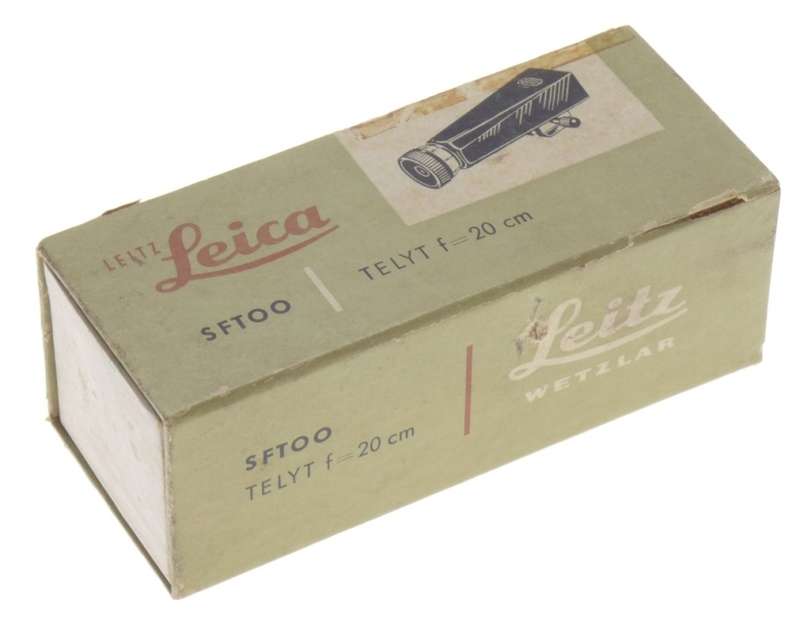 LEITZ Leica
SFTOO | TELYT f=20 cm
SFTOO
TELYT f=20 cm
Leitz
WETZLAR